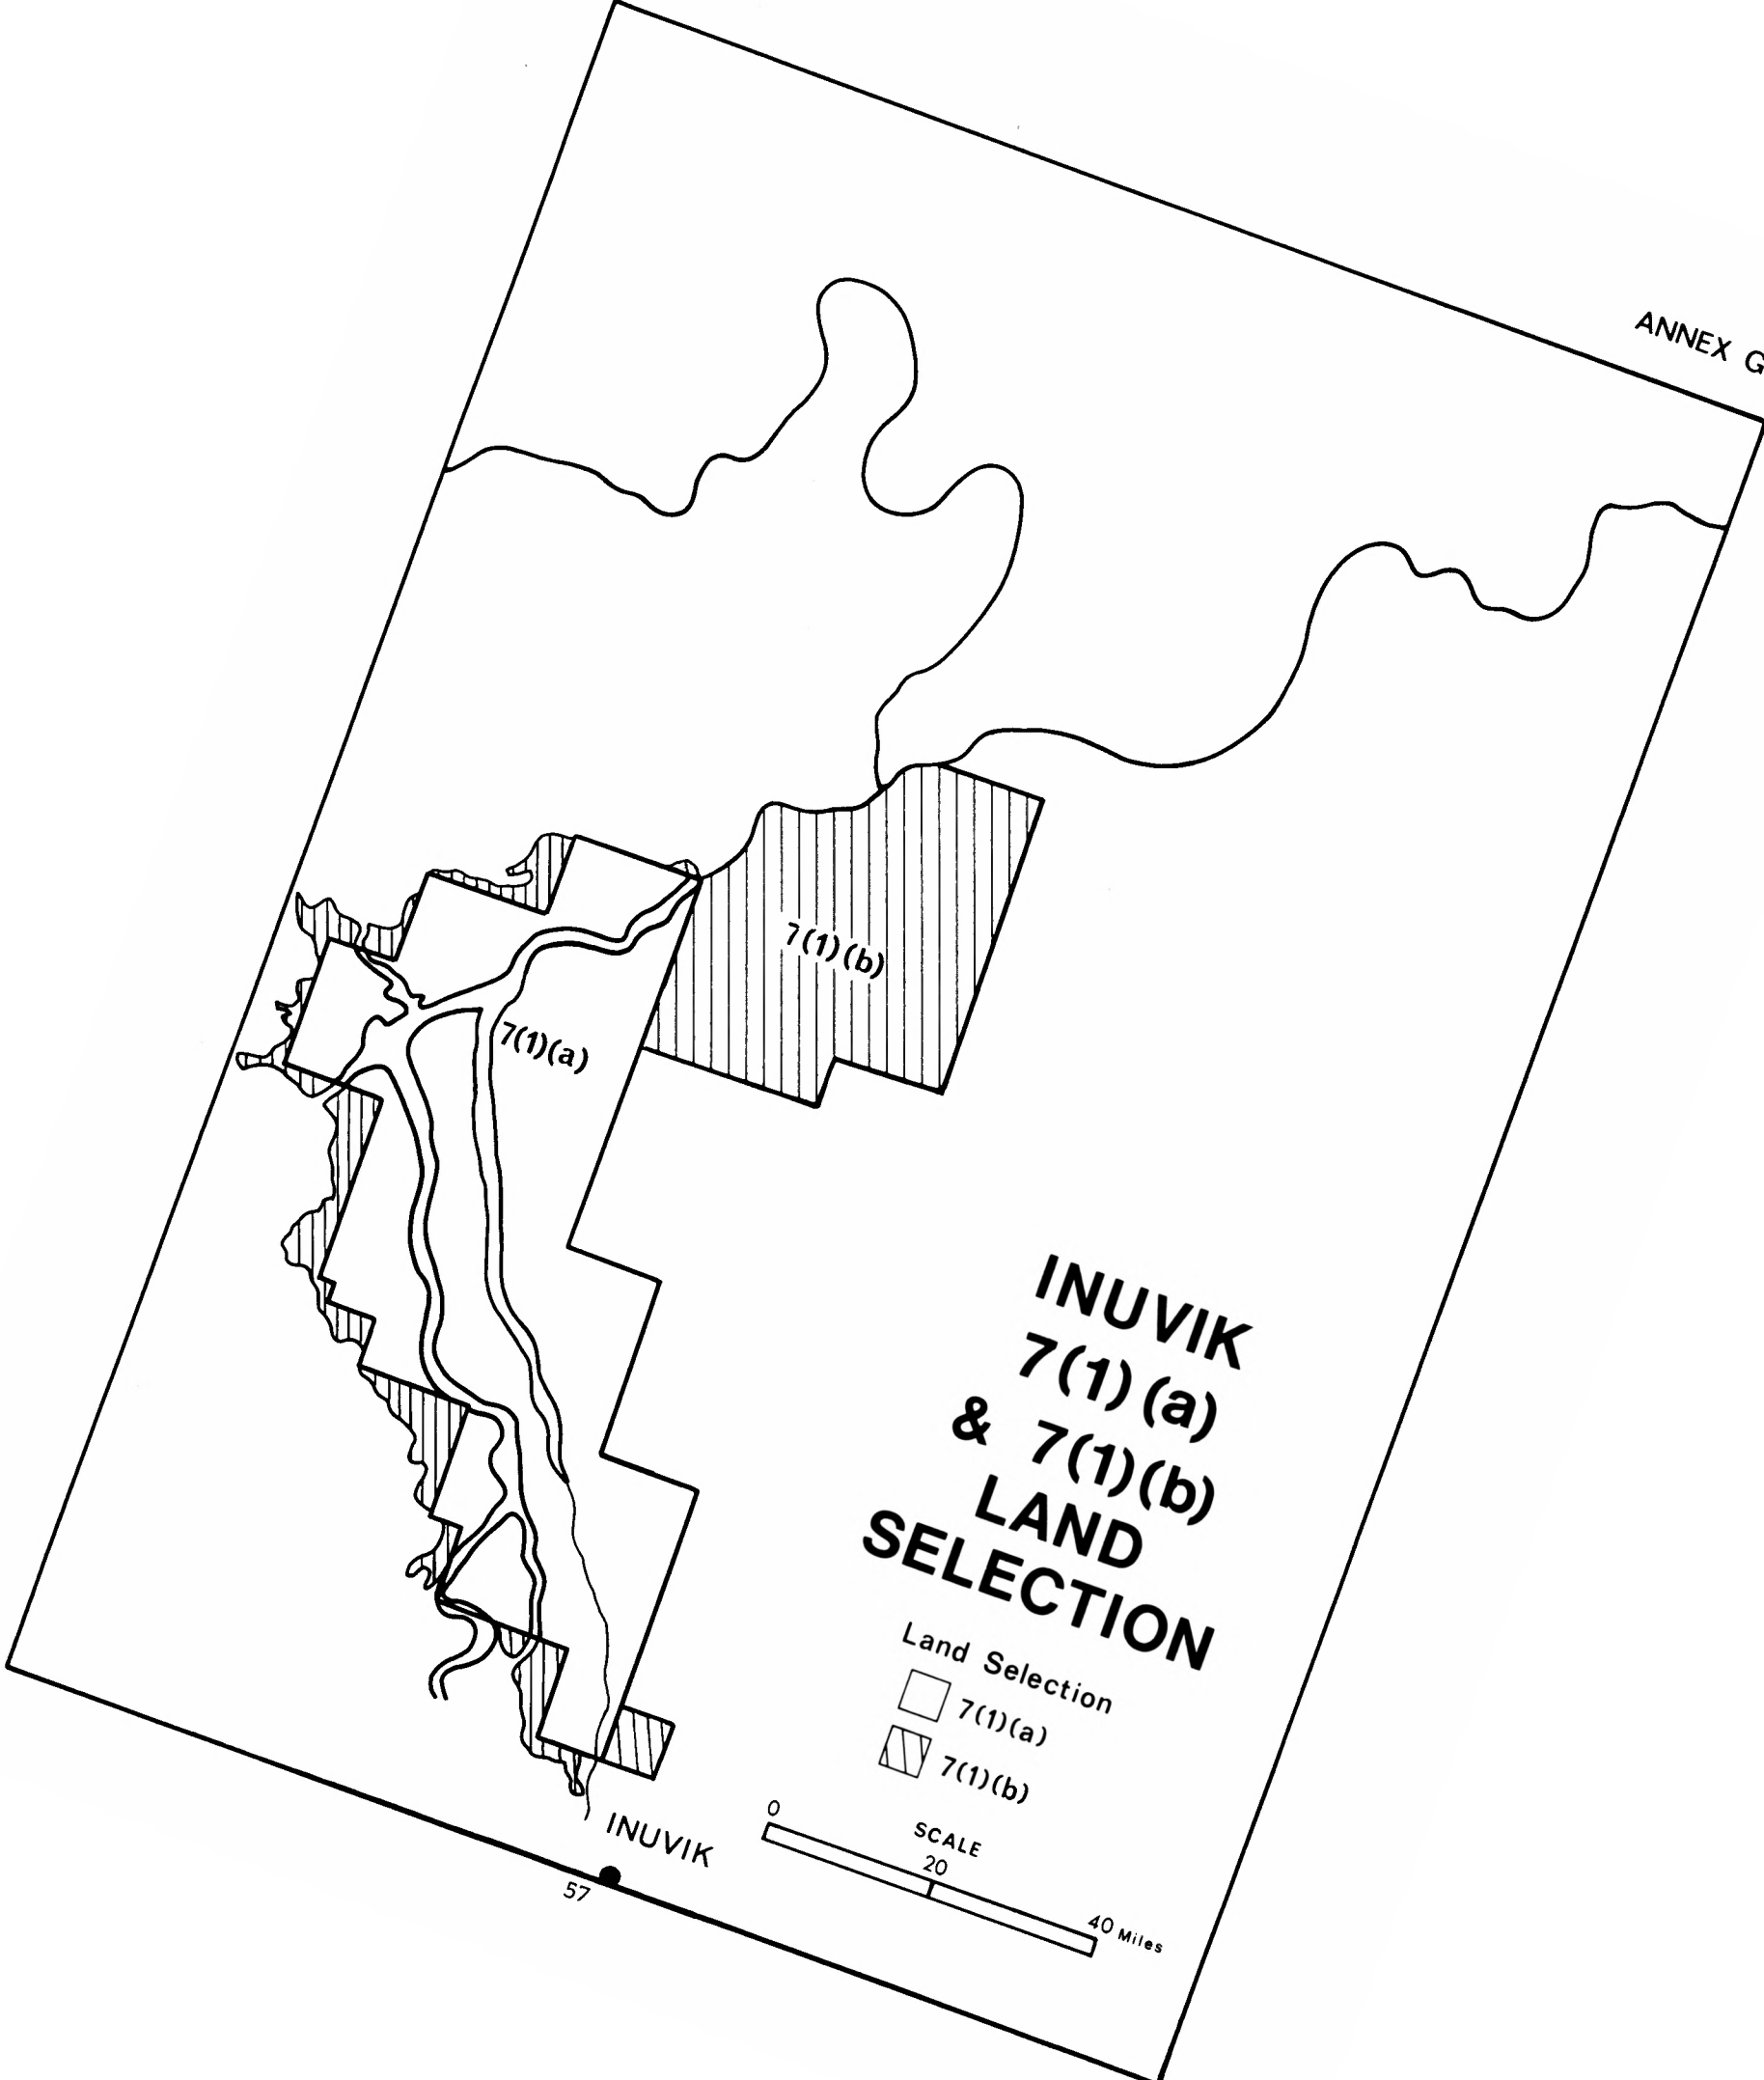 ANNEX G
7(1)(b)
7(1)(a)
INUVIK
7(1)(a)
& 7(1)(b)
LAND
SELECTION
Land Selection
7(1)(a)
7(1)(b)
INUVIK
57
SCALE
0 20 40 Miles